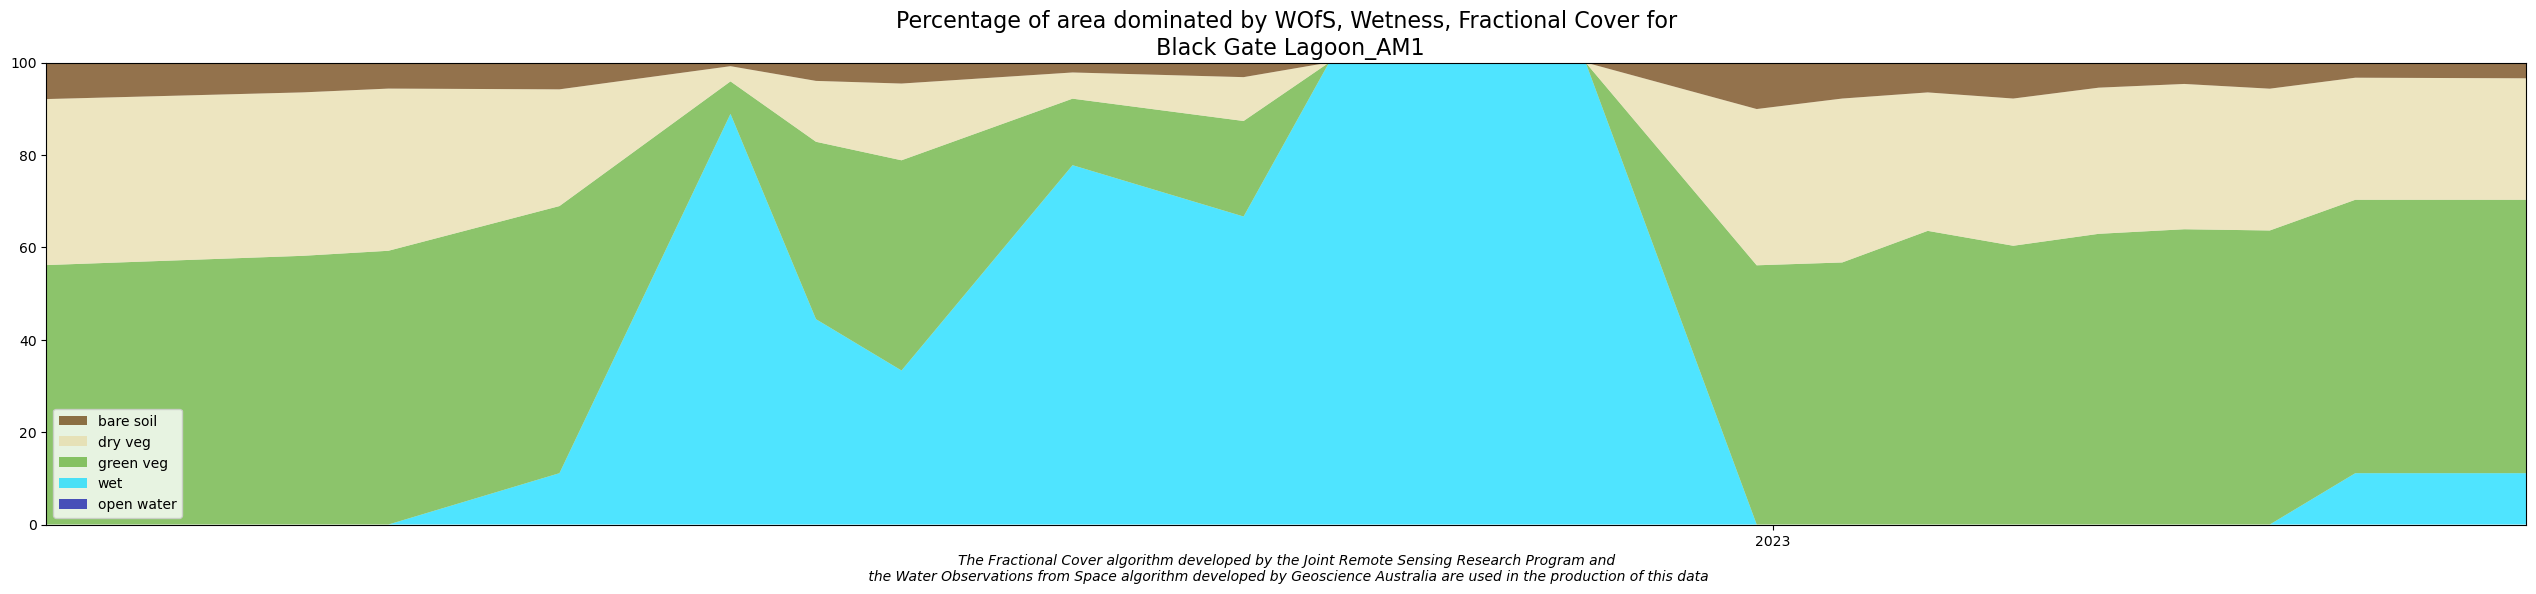 Percentage of area dominated by WOfS, Wetness, Fractional Cover for
Black Gate Lagoon_AM1
100
80
60
40
20
0
bare soil
dry veg
green veg
wet
open water
2023
The Fractional Cover algorithm developed by the Joint Remote Sensing Research Program and
the Water Observations from Space algorithm developed by Geoscience Australia are used in the production of this data